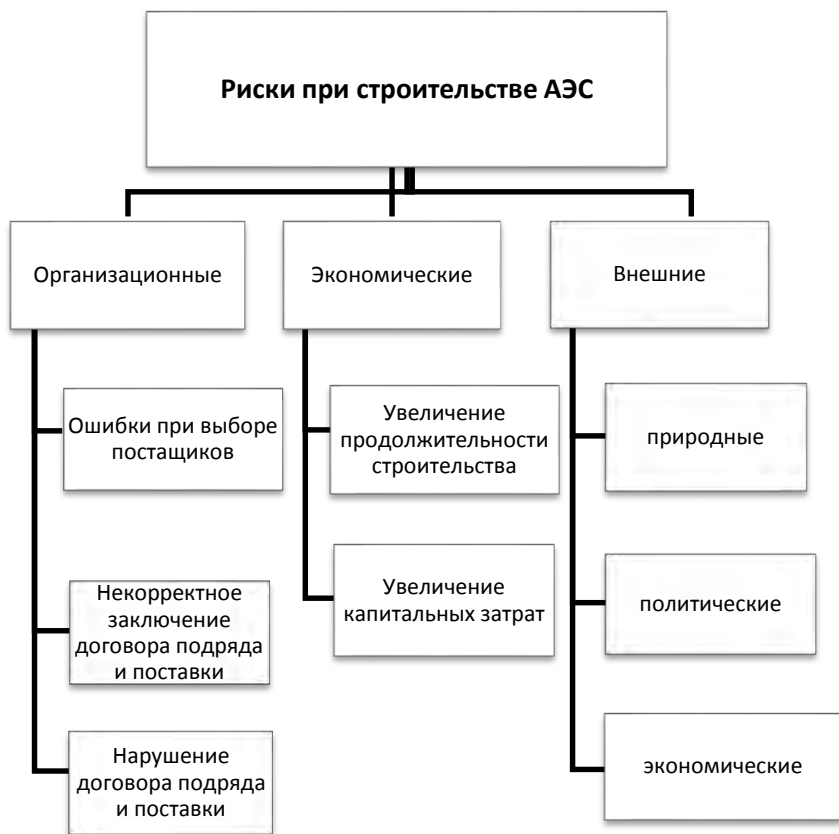 Риски при строительстве АЭС
Организационные
Экономические
Внешние
Ошибки при выборе
постащиков
Увеличение
продолжительности
строительства
природные
Некорректное
заключение
договора подряда
и поставки
Увеличение
капитальных затрат
политические
Нарушение
договора подряда
и поставки
экономические